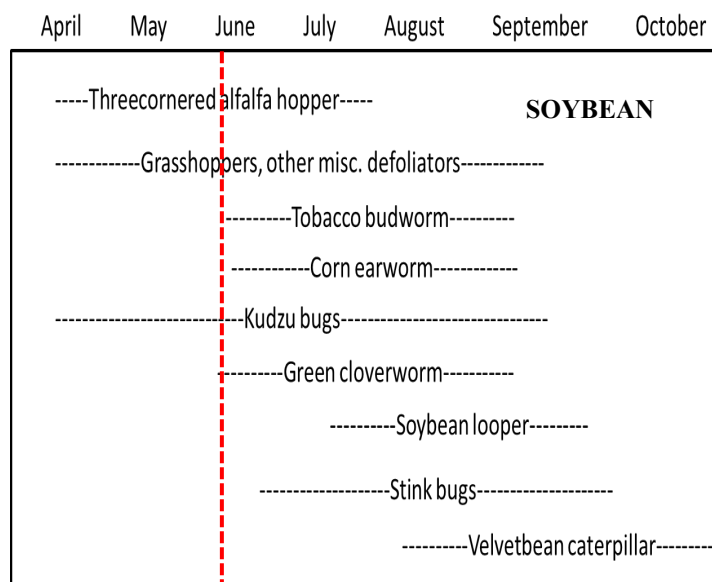 April May June July August September October
-----Threecornered alfalfa hopper-----
SOYBEAN
-------------Grasshoppers, other misc. defoliators-------------
----------Tobacco budworm----------
------------Corn earworm-------------
-----------------------------Kudzu bugs--------------------------------
----------Green cloverworm-----------
----------Soybean looper---------
--------------------Stink bugs---------------------
----------Velvetbean caterpillar---------